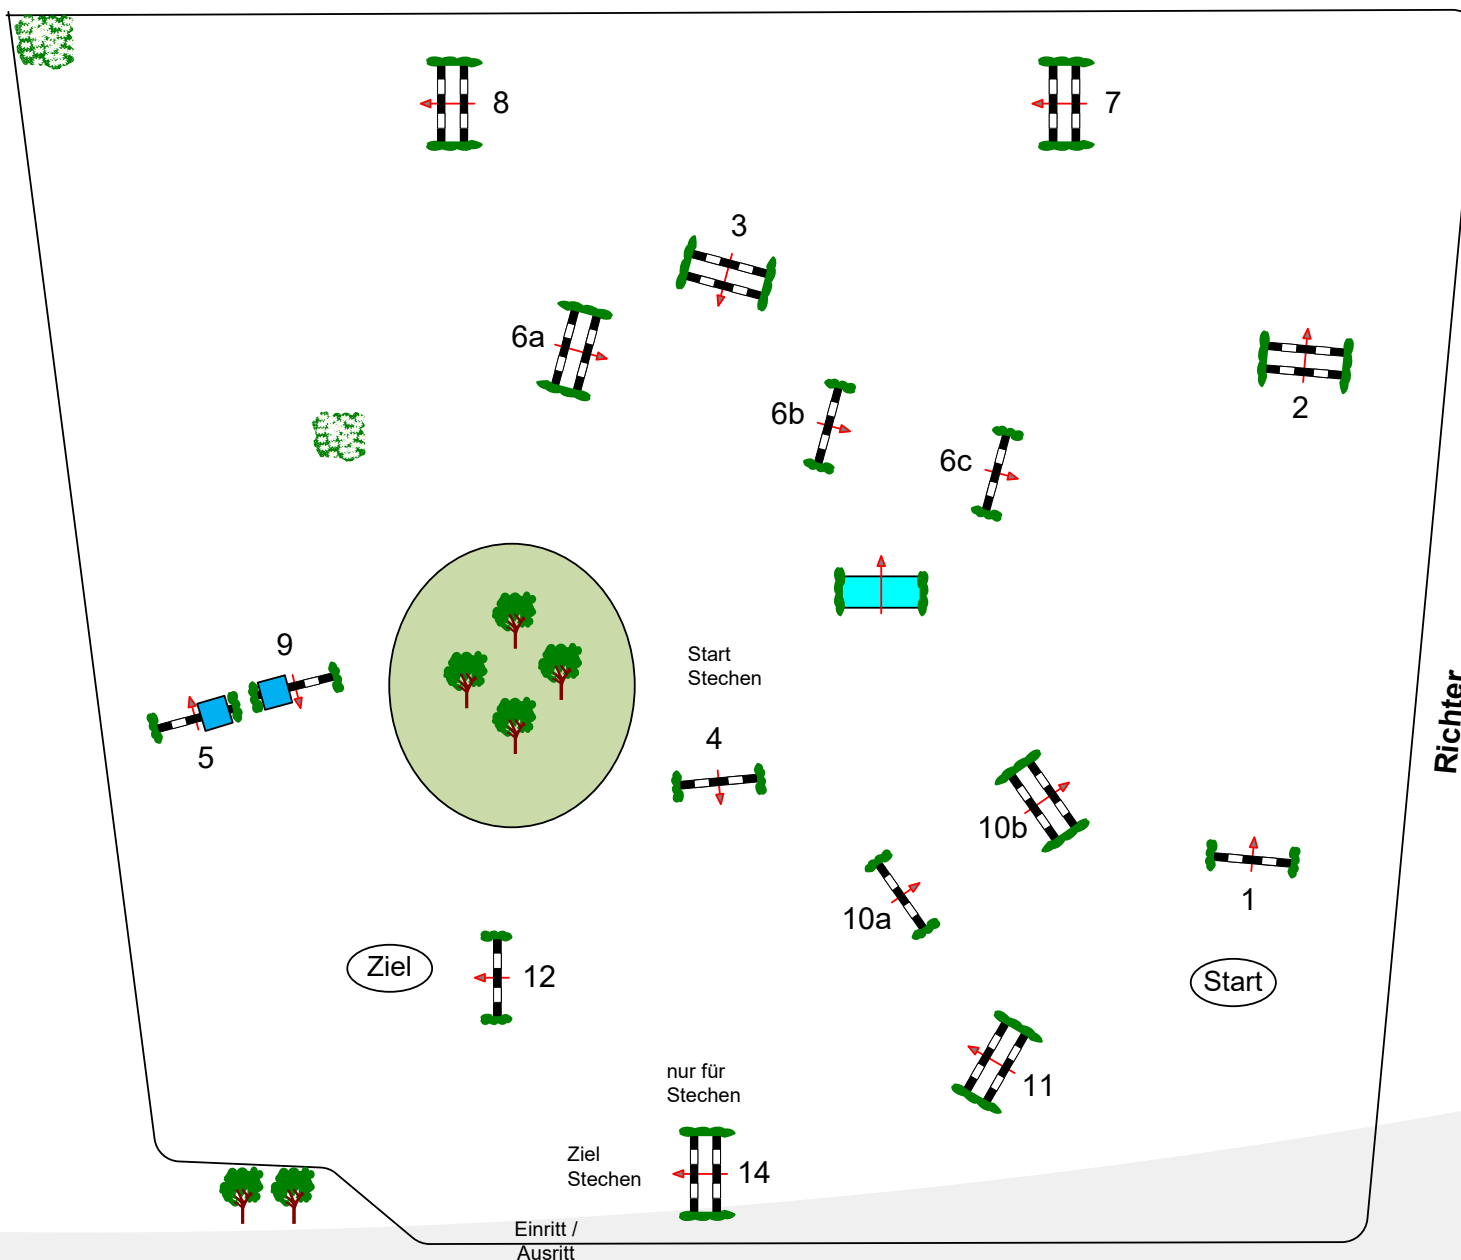 8
7
3
6a
2
6b
6c
9
Start
Stechen
Richter
4
5
10b
1
10a
Ziel
12
Start
nur für
Stechen
11
Ziel
Stechen
14
Einritt /
Ausritt